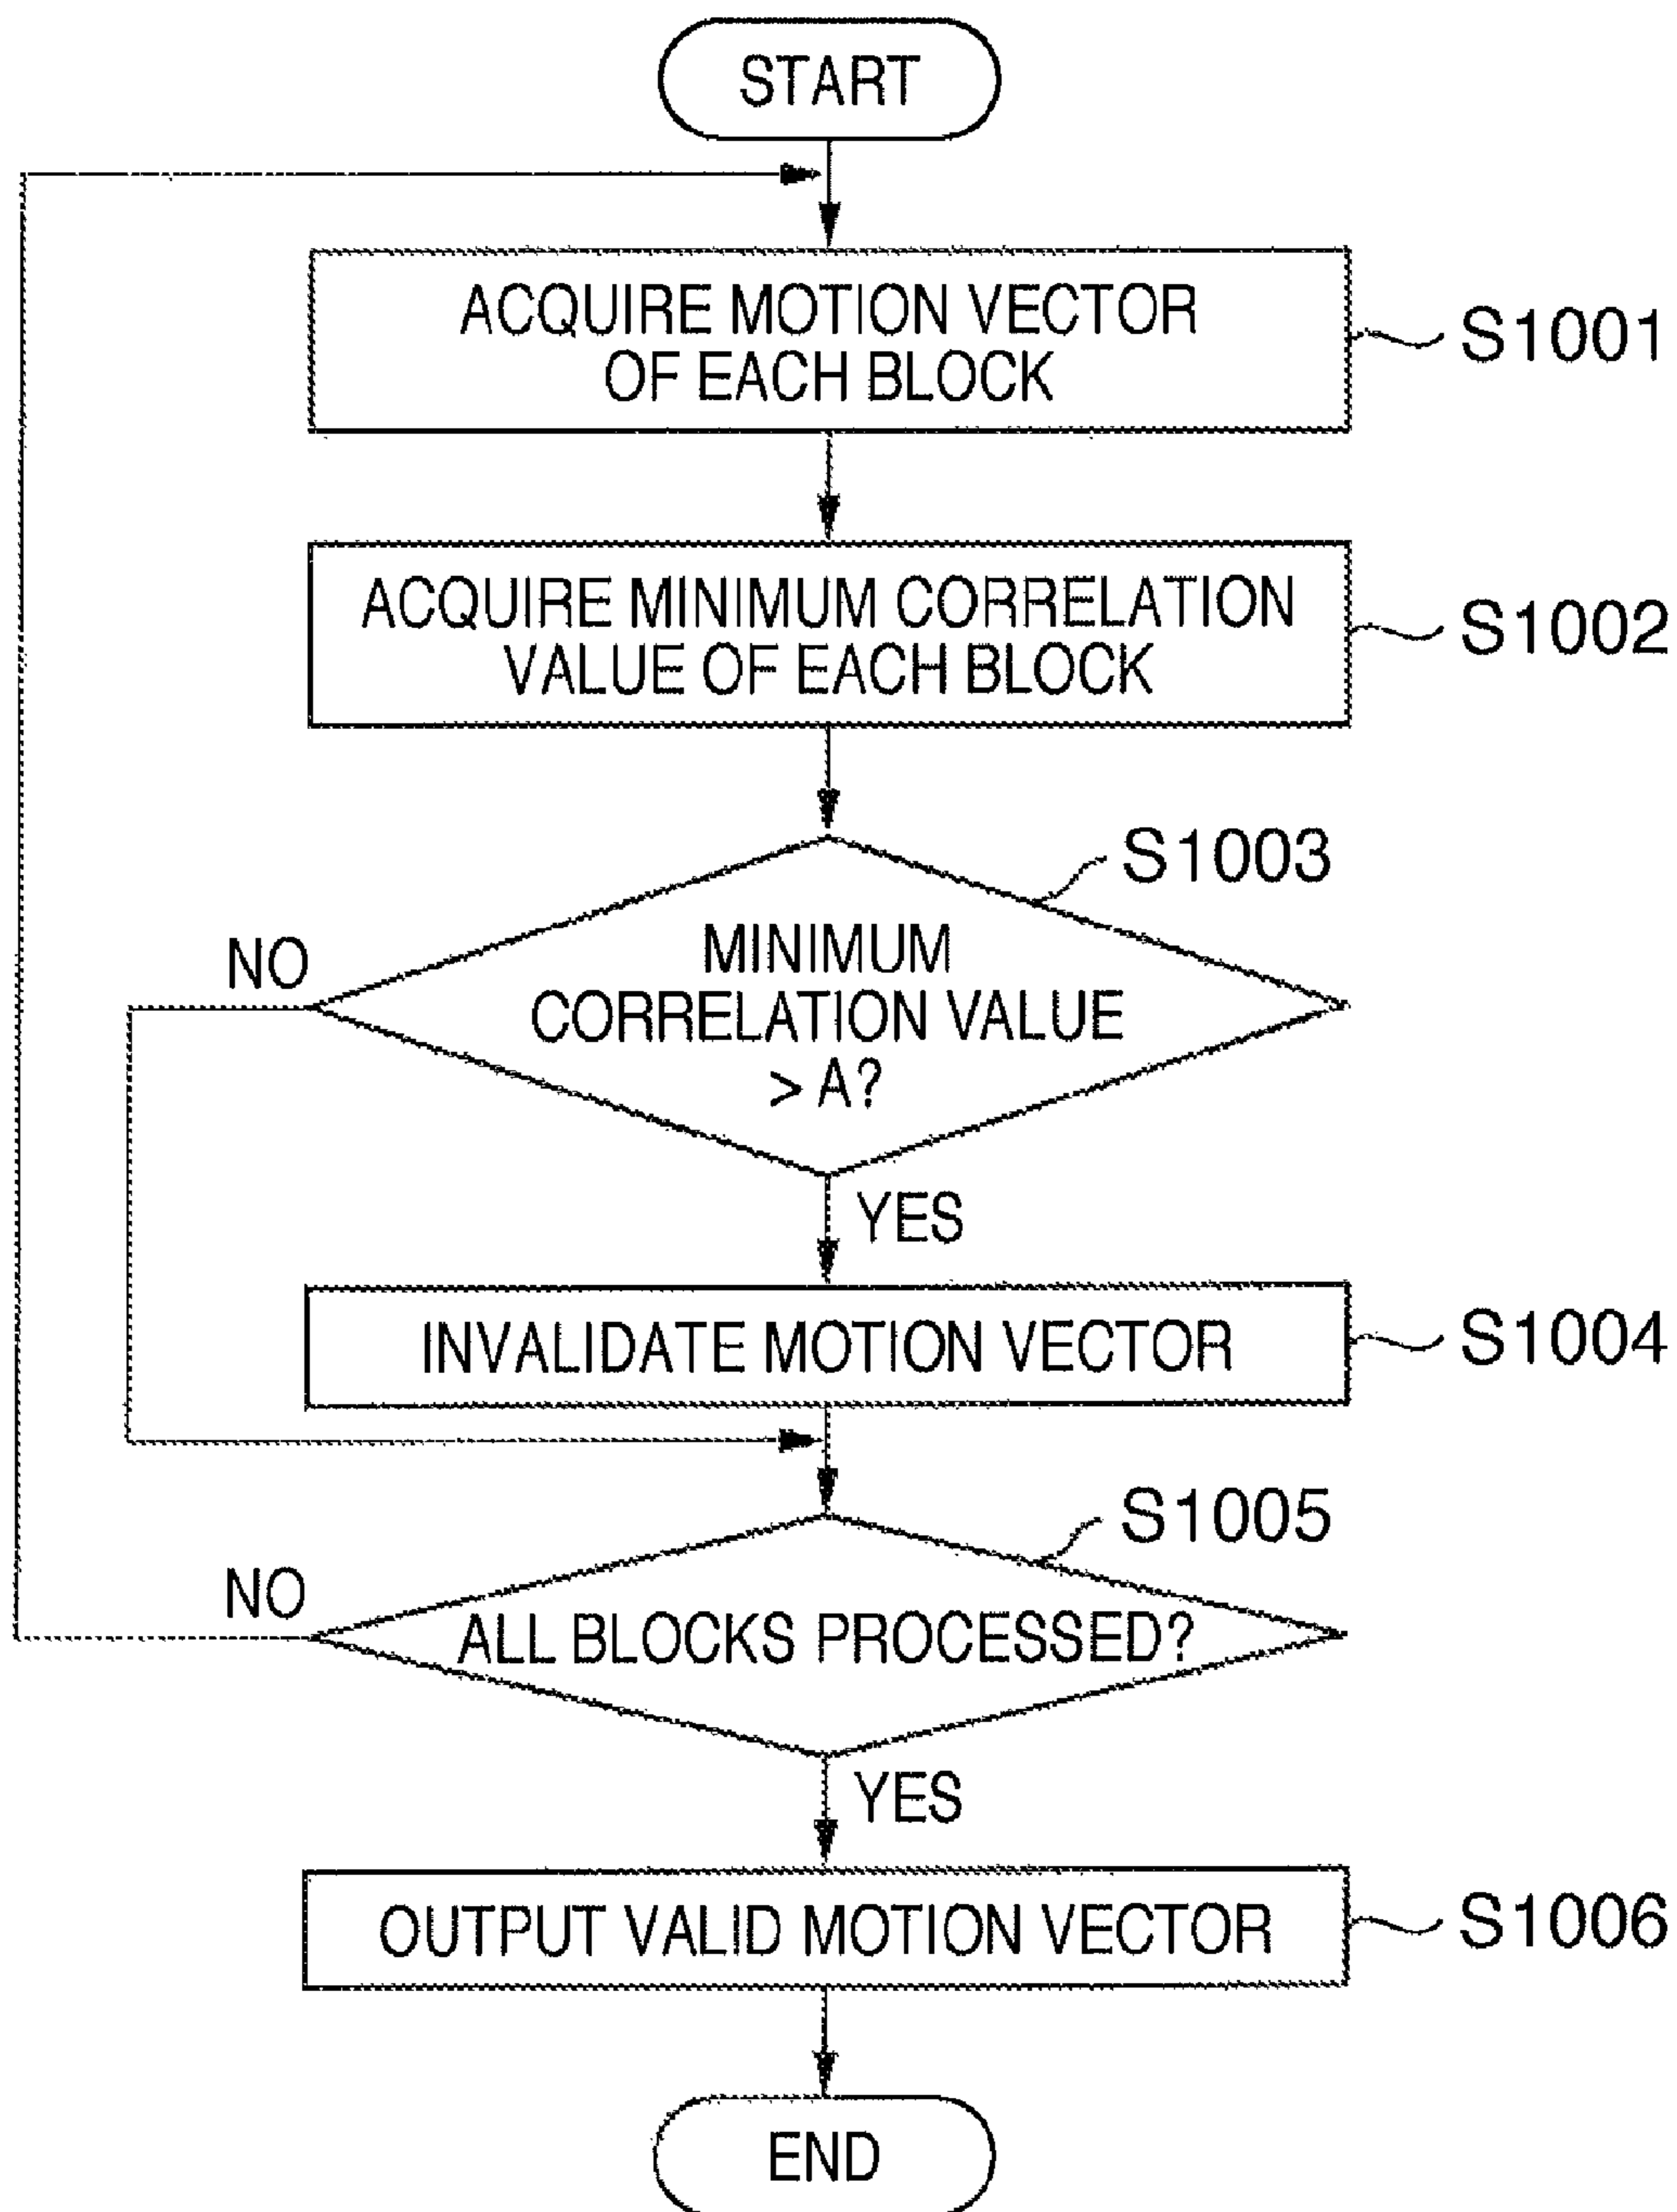 START
ACQUIRE MOTION VECTOR
OF EACH BLOCK
S1001
ACQUIRE MINIMUM CORRELATION
VALUE OF EACH BLOCK
S1002
S1003
NO
MINIMUM
CORRELATION VALUE
> A?
YES
INVALIDATE MOTION VECTOR
S1004
S1005
NO
ALL BLOCKS PROCESSED?
YES
OUTPUT VALID MOTION VECTOR
S1006
END